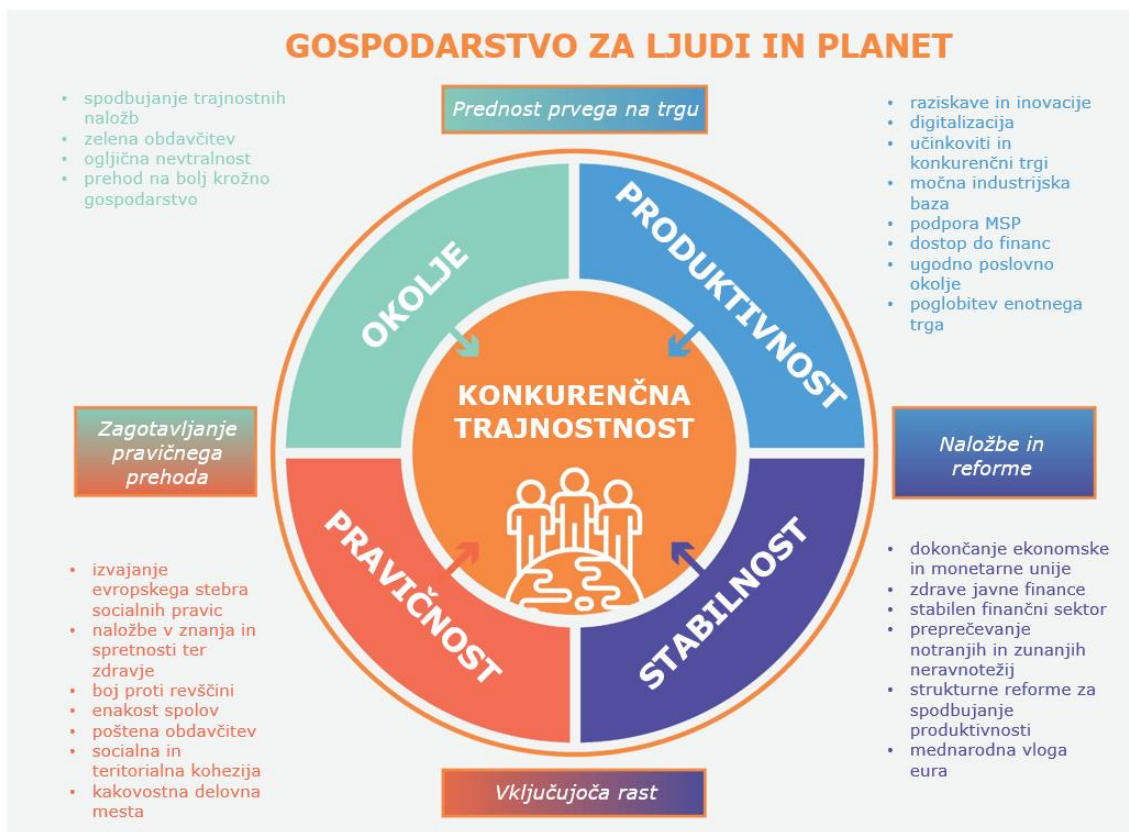 GOSPODARSTVO ZA LJUDI IN PLANET
• spodbujanje trajnostnih
naložb
• zelena obdavčitev
• ogljična nevtralnost
• prehod na bolj krožno
gospodarstvo
Prednost prvega na trgu
• raziskave in inovacije
• digitalizacija
• učinkoviti in
konkurenčni trgi
• močna industrijska
baza
• podpora MSP
• dostop do financ
• ugodno poslovno
okolje
• poglobitev enotnega
trga
OKOLJE
PRODUKTIVNOST
KONKURENČNA
TRAJNOSTNOST
Zagotavljanje
pravičnega
prehoda
Naložbe in
reforme
PRAVIČNOST
STABILNOST
• izvajanje
evropskega stebra
socialnih pravic
• naložbe v znanja in
spretnosti ter
zdravje
• boj proti revščini
• enakost spolov
• poštena obdavčitev
• socialna in
teritorialna kohezija
• kakovostna delovna
mesta
Vključujoča rast
• dokončanje ekonomske
in monetarne unije
• zdrave javne finance
• stabilen finančni sektor
• preprečevanje
notranjih in zunanjih
neravnotežij
• strukturne reforme za
spodbujanje
produktivnosti
• mednarodna vloga
eura